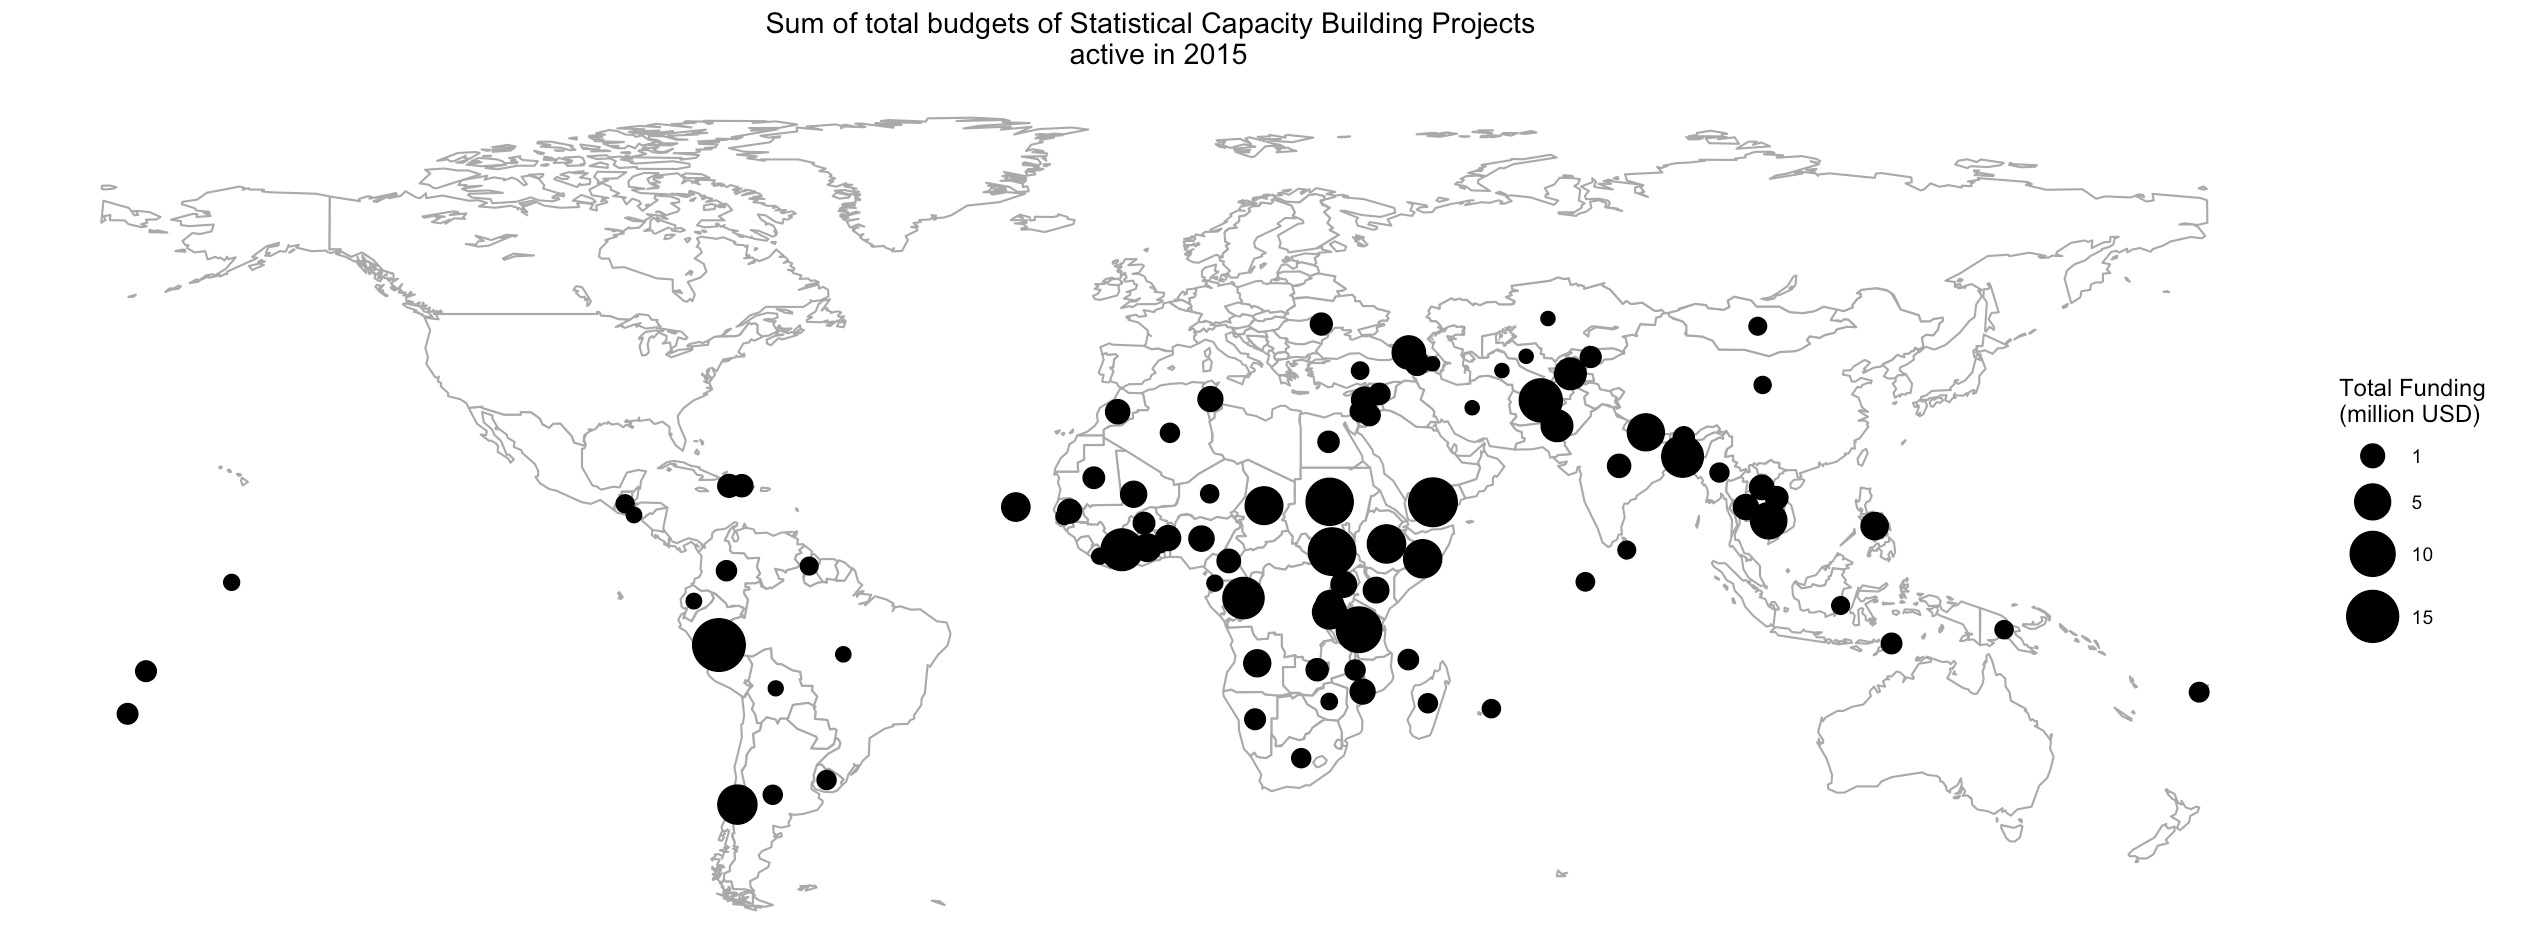 Sum of total budgets of Statistical Capacity Building Projects
active in 2015
Total Funding
(million USD)
1
5
10
15